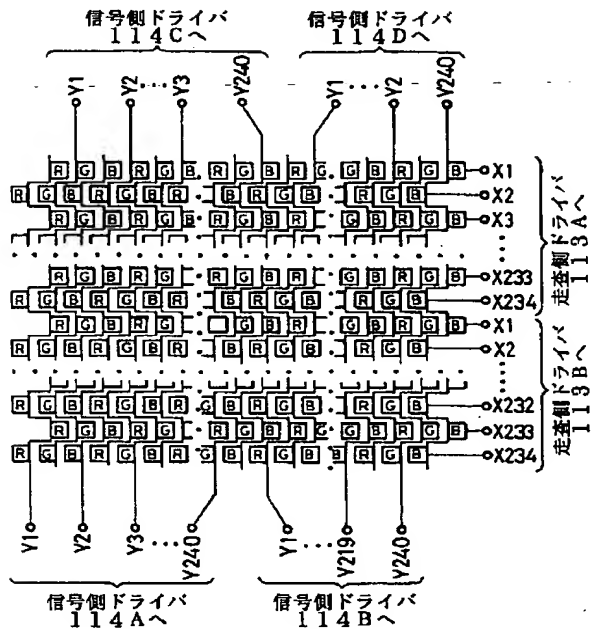 信号側ドライバ 信号側ドライバ
114Cへ 114Dへ
Y1 Y2 Y3 Y240 Y1 Y2 Y240
R G B R G B R G B R G G B R G B X1
R G B R G B R B R G B R G B X2
R G B R G B R G B R G G B R G B X3
走査側ドライバ
113Aへ
R G B R G R G B R G B R G B X233
R G B R G B R B R G B R G B X234
R G B R G G B R G B R G B X1
R G B R G B R B R G B R G B X2
走査側ドライバ
113Bへ
R G B R G B R G B R G B R G B X232
R G B R G B R G B R G G B R G B X233
R G B R G B R G B R G B B R G B X234
Y1 Y2 Y3 Y240 Y1 Y219 Y240
信号側ドライバ 信号側ドライバ
114Aへ 114Bへ